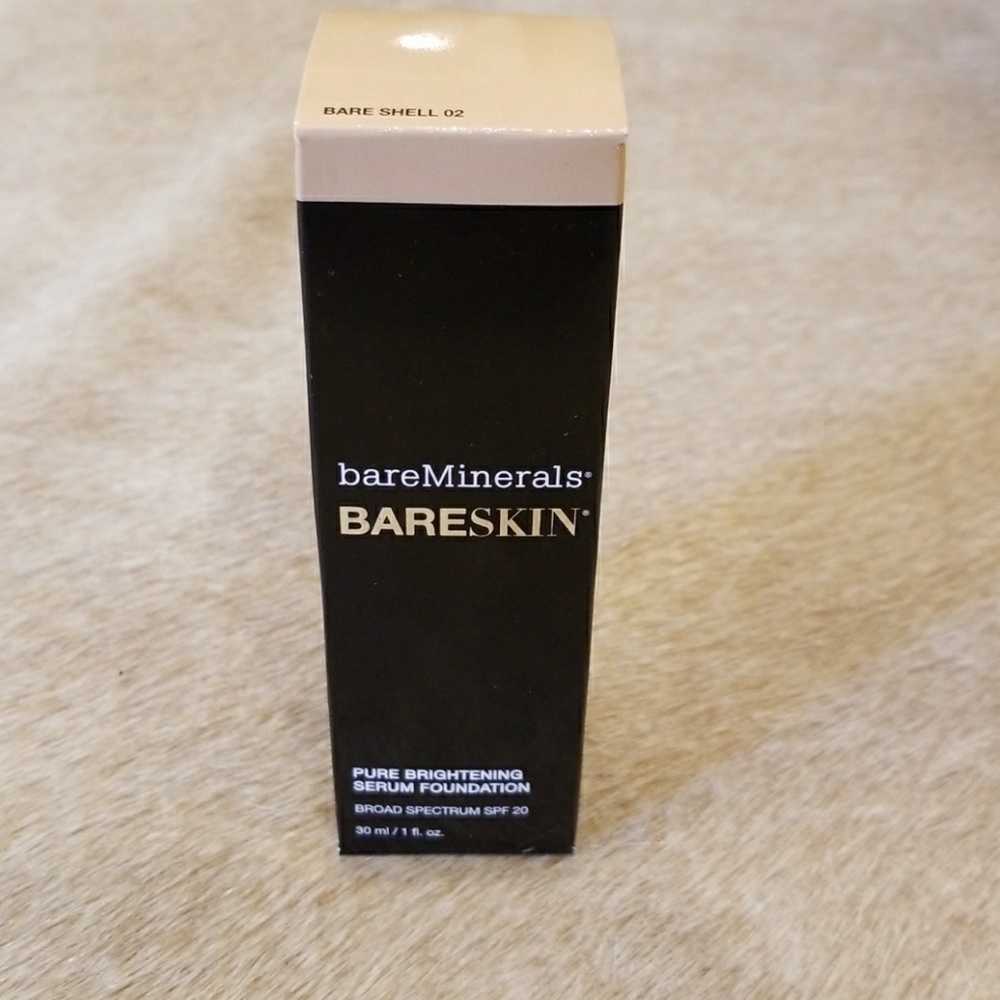 BARE SHELL 02
bareMinerals®
BARESKIN®
PURE BRIGHTENING
SERUM FOUNDATION
BROAD SPECTRUM SPF 20
30 ml / 1 fl. oz.